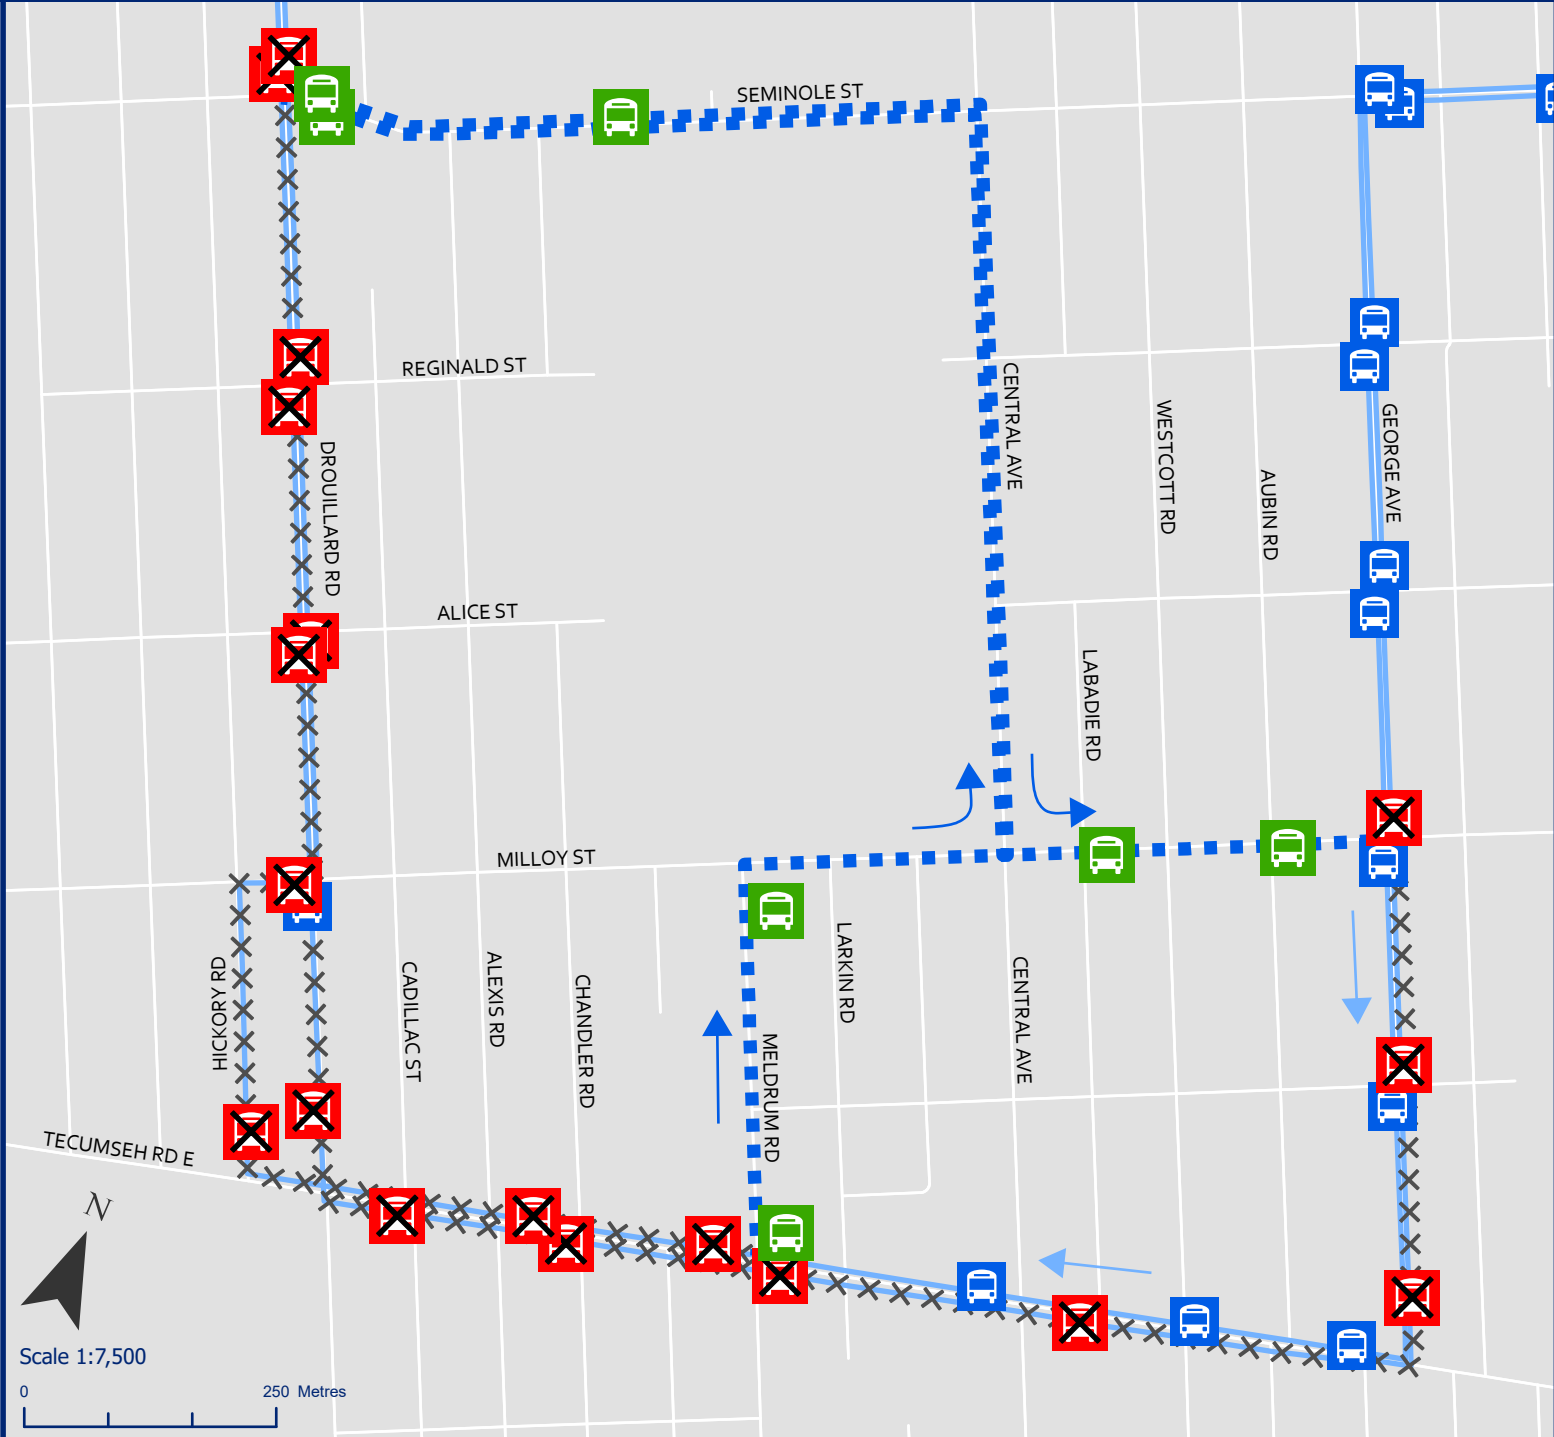 SEMINOLE ST
REGINALD ST
CENTRAL AVE
WESTCOTT RD
GEORGE AVE
DROUILLARD RD
AUBIN RD
ALICE ST
LABADIE RD
MILLOY ST
HICKORY RD
CADILLAC ST
ALEXIS RD
CHANDLER RD
LARKIN RD
CENTRAL AVE
MELDRUM RD
TECUMSEH RD E
N
Scale 1:7,500
0 250 Metres